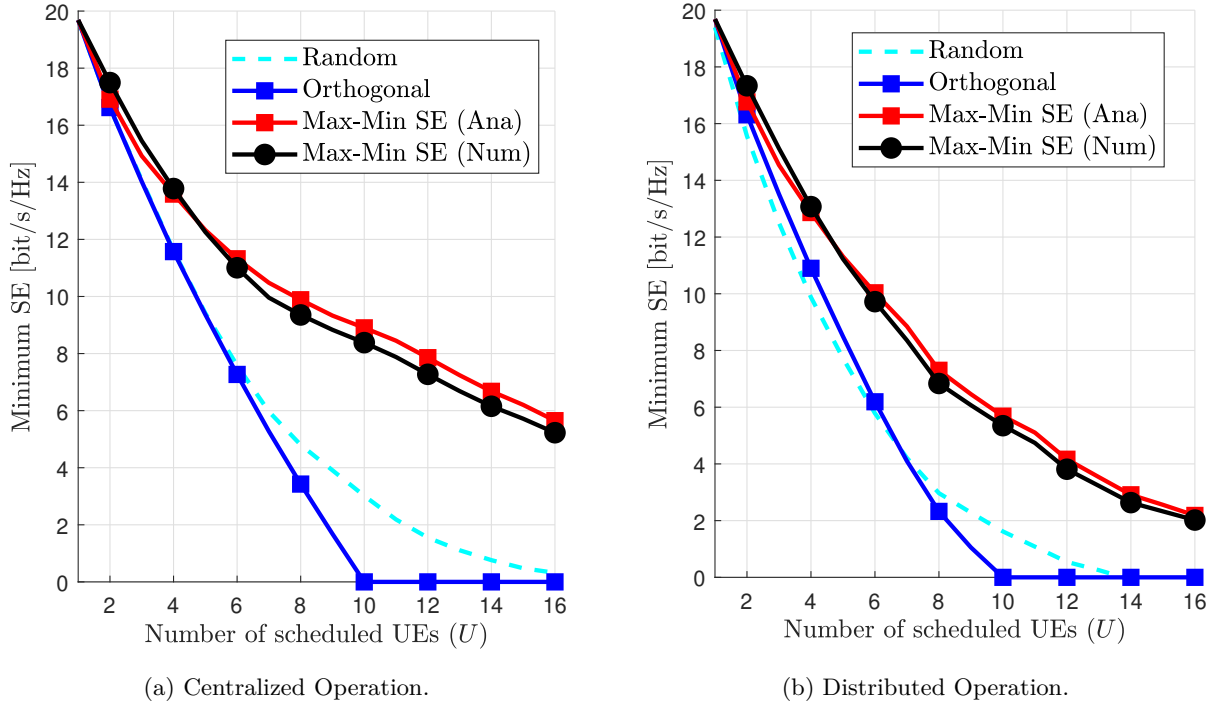 20
18
16
14
12
10
8
6
4
2
0
Minimum SE [bit/s/Hz]
Random
Orthogonal
Max-Min SE (Ana)
Max-Min SE (Num)
2 4 6 8 10 12 14 16
Number of scheduled UEs (U)
(a) Centralized Operation.
20
18
16
14
12
10
8
6
4
2
0
Minimum SE [bit/s/Hz]
Random
Orthogonal
Max-Min SE (Ana)
Max-Min SE (Num)
2 4 6 8 10 12 14 16
Number of scheduled UEs (U)
(b) Distributed Operation.